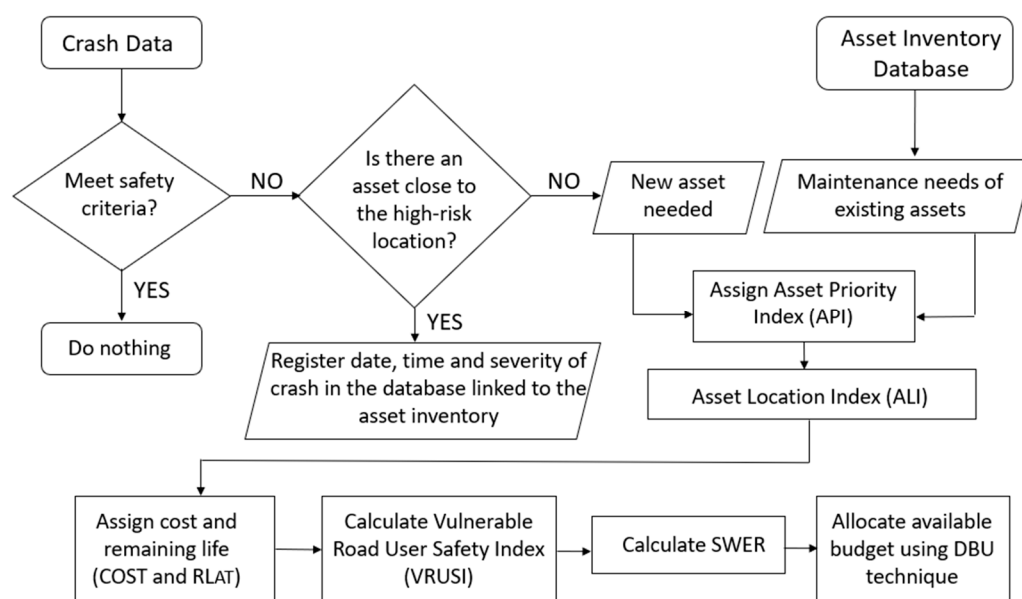 Crash Data
Asset Inventory
Database
Meet safety
criteria?
NO
Is there an
asset close to
the high-risk
location?
NO
New asset
needed
Maintenance needs of
existing assets
YES
Do nothing
YES
Register date, time and severity of
crash in the database linked to the
asset inventory
Assign Asset Priority
Index (API)
Asset Location Index (ALI)
Assign cost and
remaining life
(COST and RLAT)
Calculate Vulnerable
Road User Safety Index
(VRUSI)
Calculate SWER
Allocate available
budget using DBU
technique